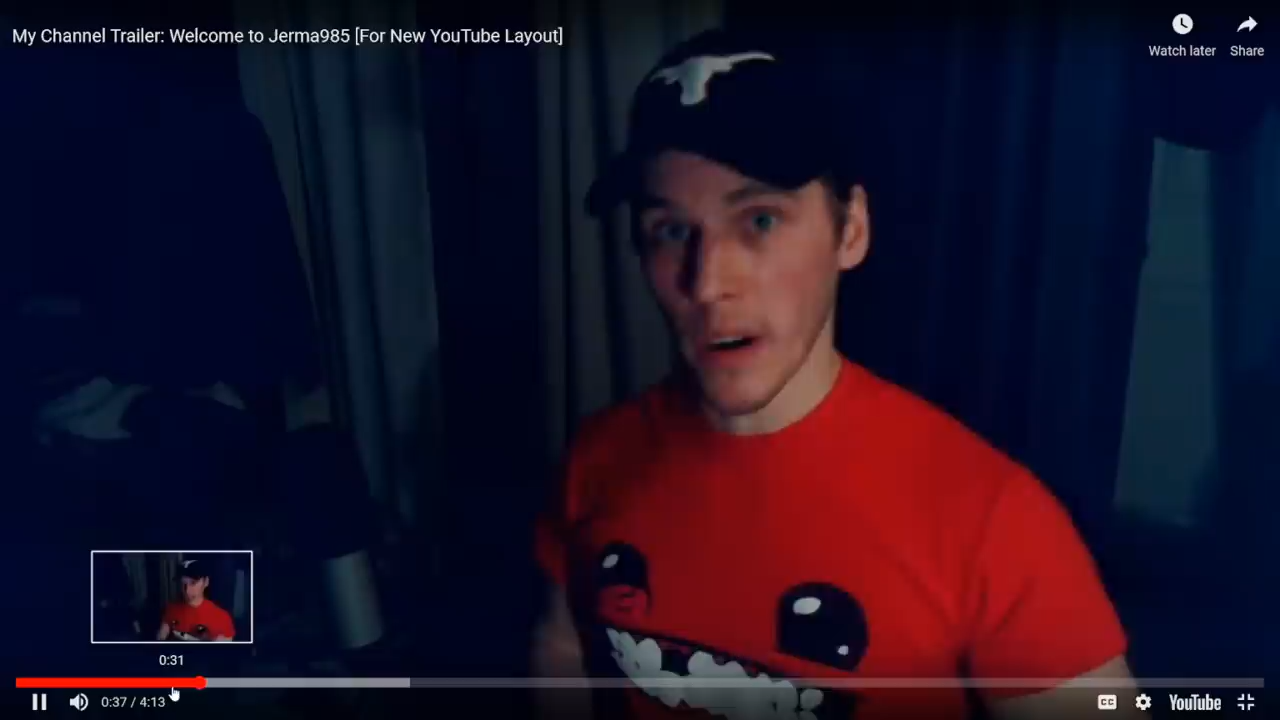 My Channel Trailer: Welcome to Jerma985 [For New YouTube Layout]
Watch later
Share
0:31
0:37 / 4:13
CC
YouTube